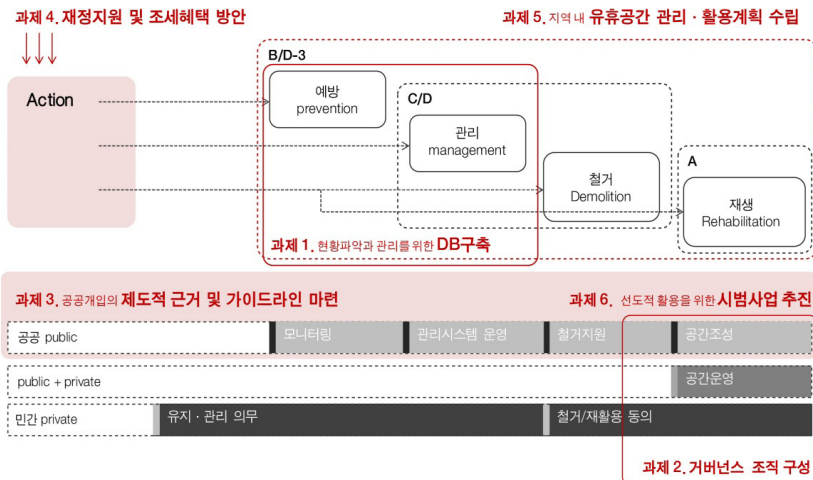 과제 4. 재정지원 및 조세혜택 방안
과제 5. 지역 내 유휴공간 관리 · 활용계획 수립
B/D-3
Action
예방
prevention
C/D
관리
management
A
철거
Demolition
재생
Rehabilitation
과제 1. 현황파악과 관리를 위한 DB구축
과제 3. 공공개입의 제도적 근거 및 가이드라인 마련
과제 6. 선도적 활용을 위한 시범사업 추진
공공 public
모니터링
관리시스템 운영
철거지원
공간조성
public + private
공간운영
민간 private
유지 · 관리 의무
철거/재활용 동의
과제 2. 거버넌스 조직 구성